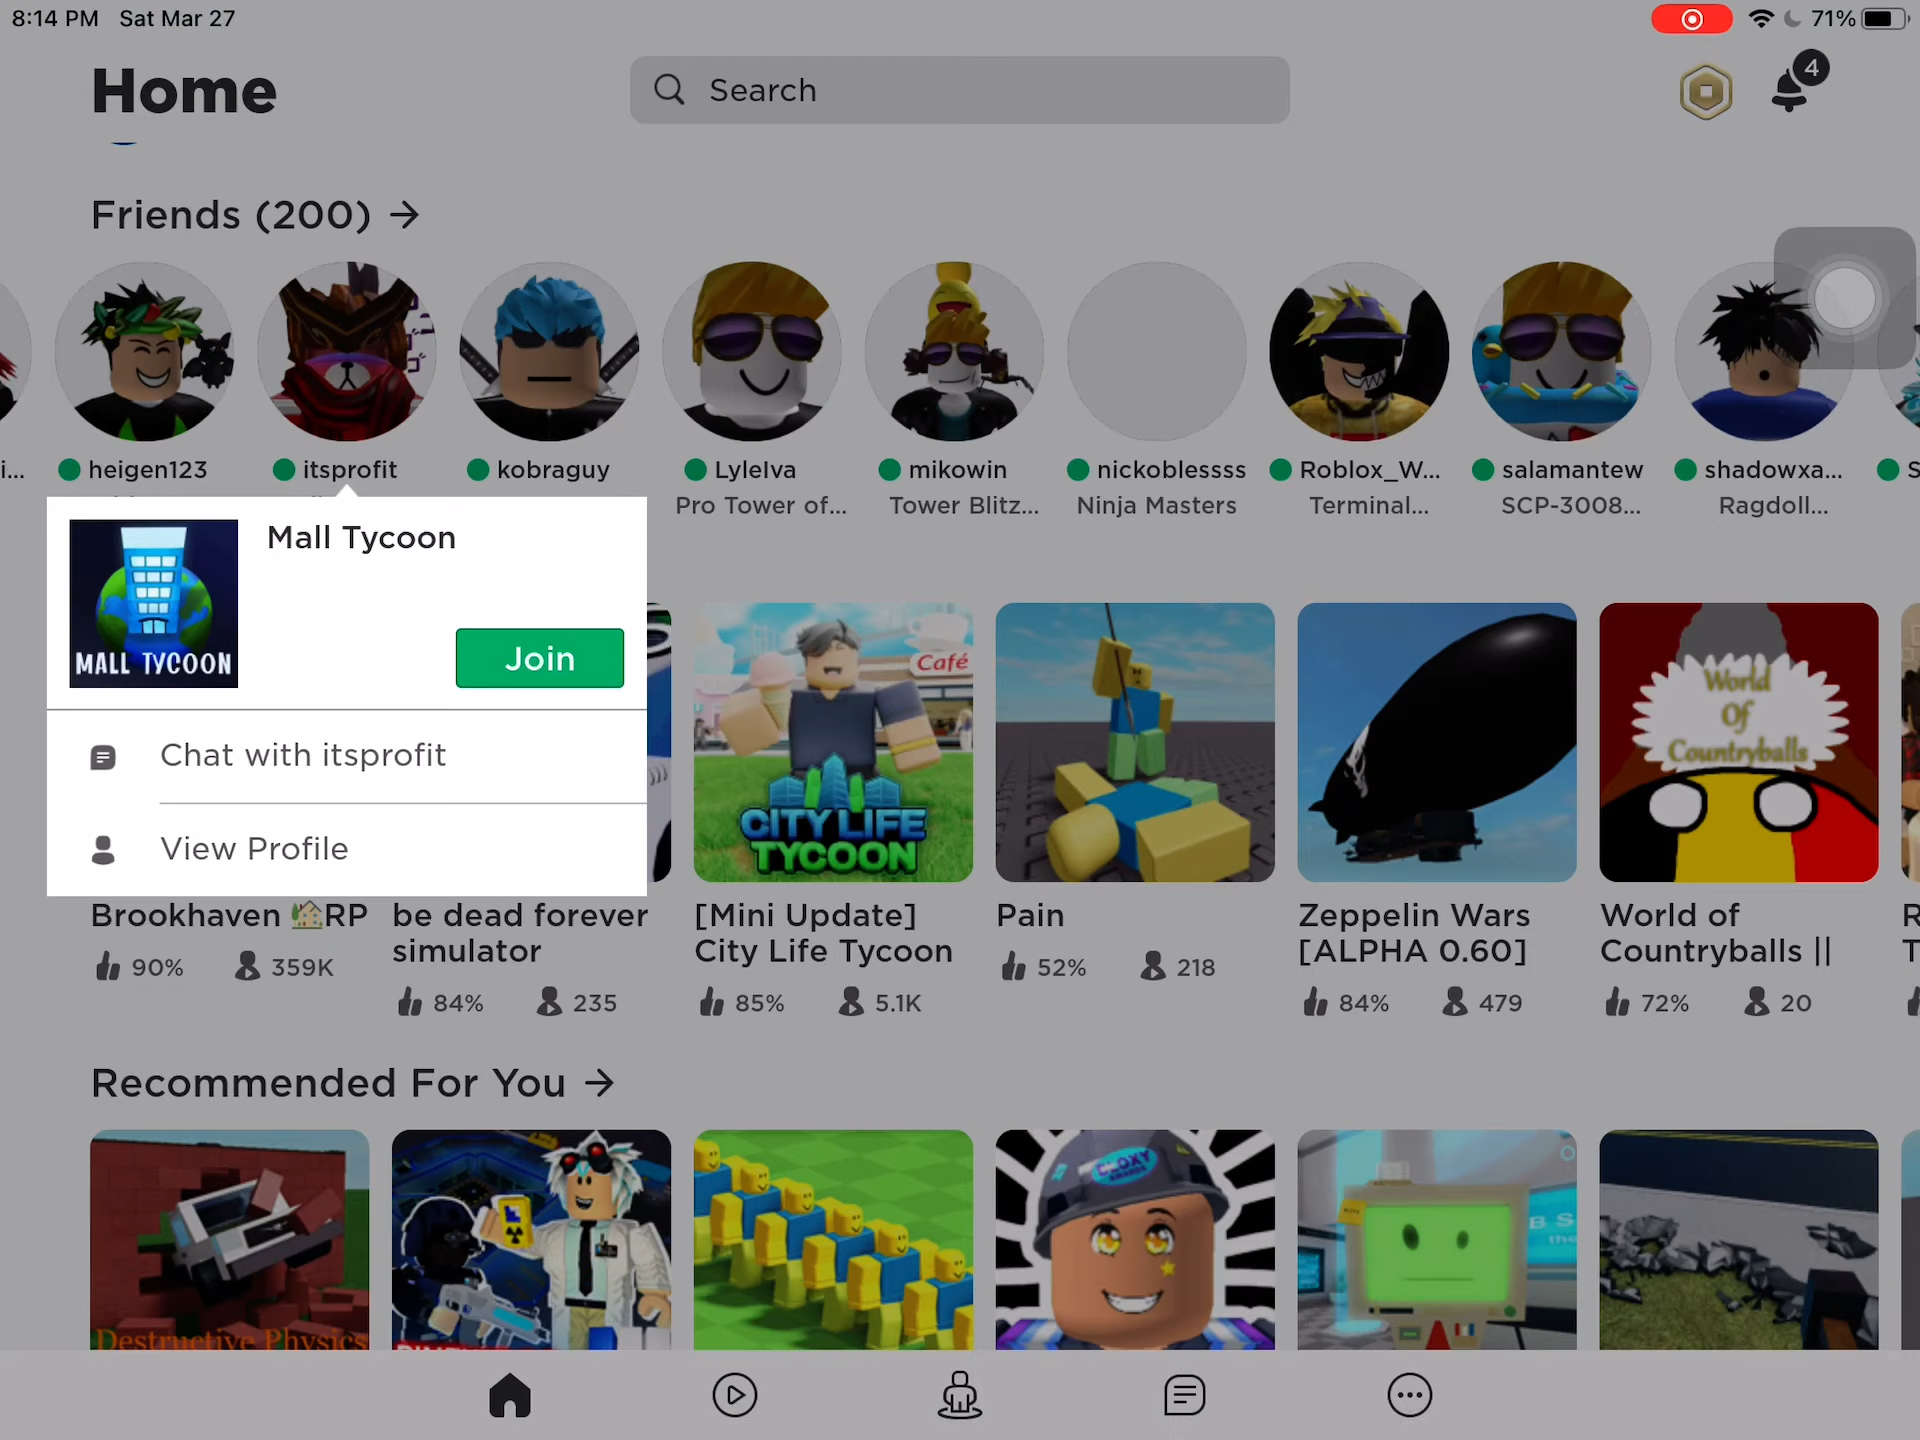 8:14 PM Sat Mar 27
71%
Home
Search
4
Friends (200) →
i...
heigen123
itsprofit
kobraguy
Lylelva
mikowin
nickoblessss
Roblox_W...
salamantew
shadowxa...
S
Pro Tower of...
Tower Blitz...
Ninja Masters
Terminal...
SCP-3008...
Ragdoll...
Mall Tycoon
MALL TYCOON
Join
Chat with itsprofit
View Profile
Café
CITY LIFE
TYCOON
World
Of
Countryballs
Brookhaven 🏡RP
90% 359K
be dead forever
simulator
84% 235
[Mini Update]
City Life Tycoon
85% 5.1K
Pain
52% 218
Zeppelin Wars
[ALPHA 0.60]
84% 479
World of
Countryballs ||
72% 20
R
T
Recommended For You →
Destructive Physics
BLOXY
AWARDS
B S
the